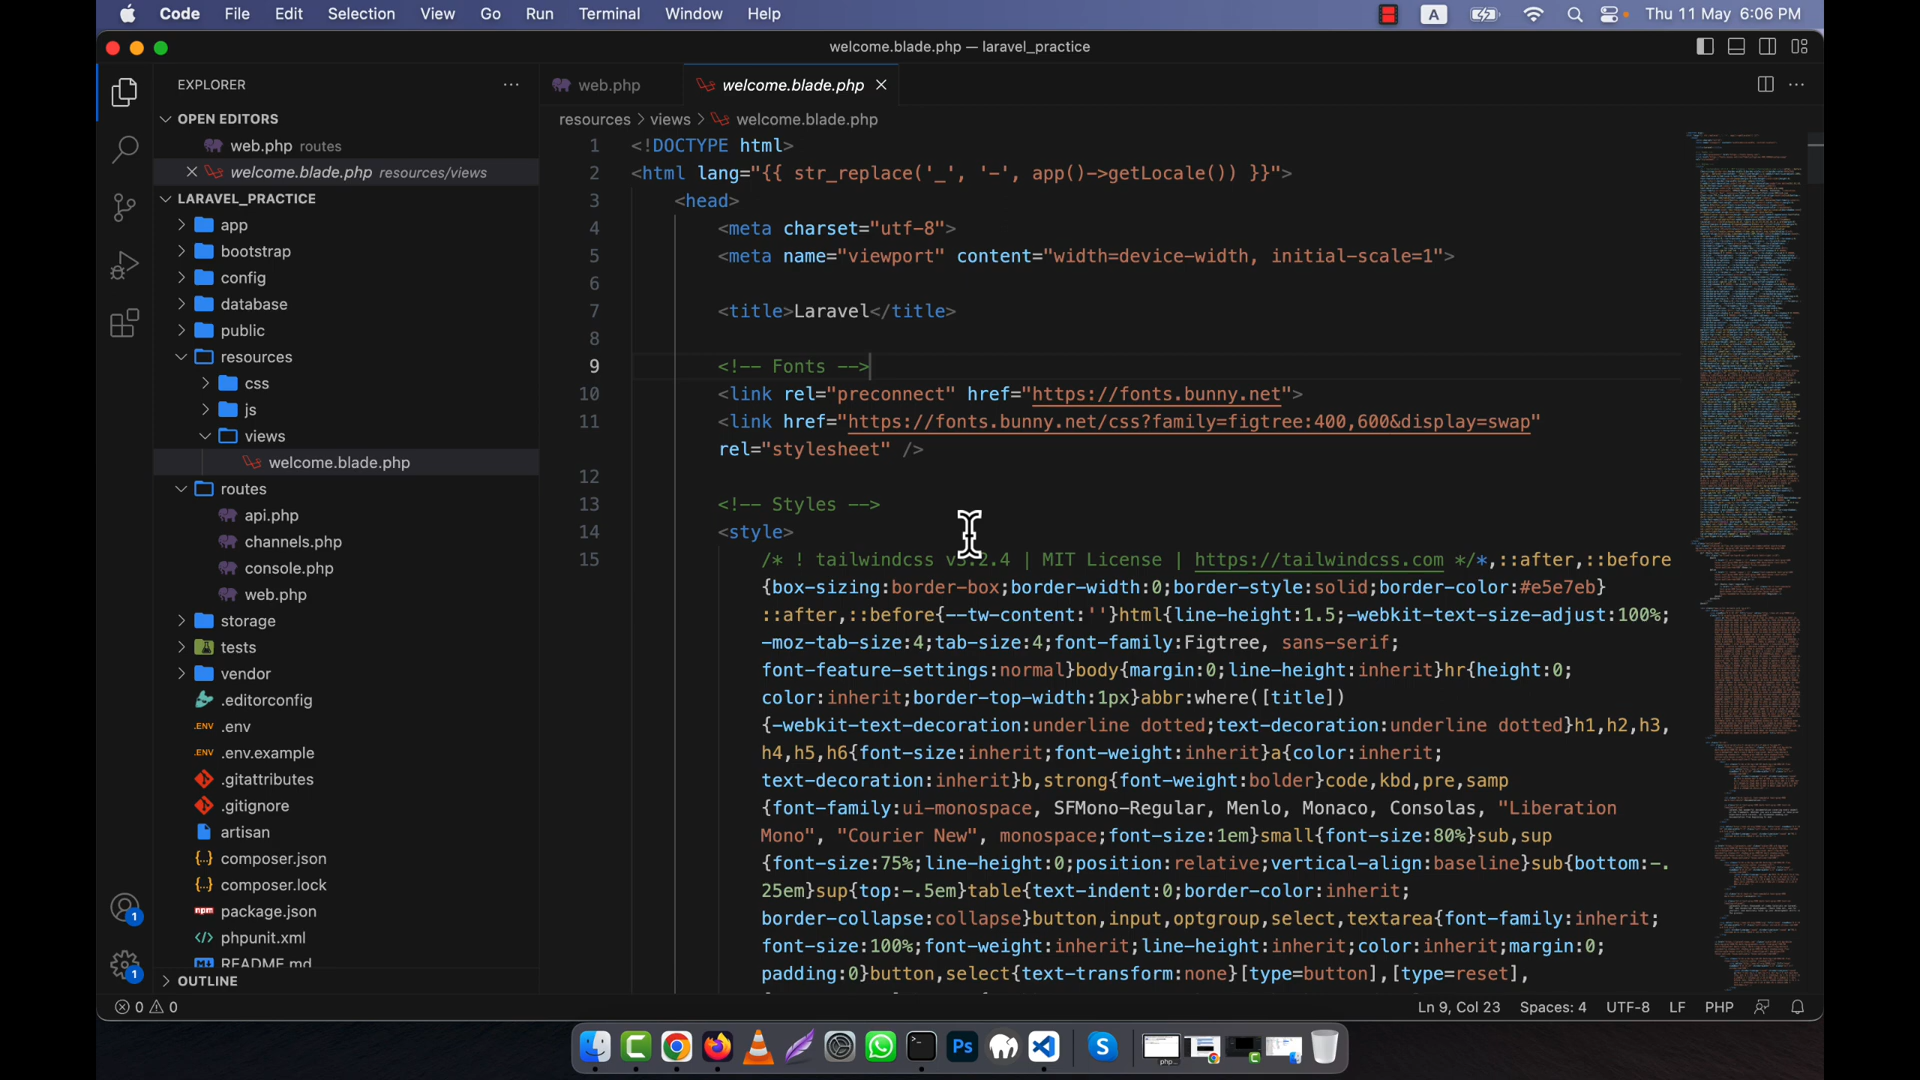 Code File Edit Selection View Go Run Terminal Window Help
A Thu 11 May 6:06 PM
welcome.blade.php — laravel_practice
EXPLORER
web.php welcome.blade.php
OPEN EDITORS
web.php routes
welcome.blade.php resources/views
LARAVEL_PRACTICE
app
bootstrap
config
database
public
resources
css
js
views
welcome.blade.php
routes
api.php
channels.php
console.php
web.php
storage
tests
vendor
.editorconfig
.ENV .env
.ENV .env.example
.gitattributes
.gitignore
artisan
{..} composer.json
{..} composer.lock
npm package.json
</> phpunit.xml
README.md
OUTLINE
resources > views > welcome.blade.php
1 <!DOCTYPE html>
2 <html lang="{{ str_replace('_', '-', app()->getLocale()) }}">
3 <head>
4 <meta charset="utf-8">
5 <meta name="viewport" content="width=device-width, initial-scale=1">
6
7 <title>Laravel</title>
8
9 <!-- Fonts -->
10 <link rel="preconnect" href="https://fonts.bunny.net">
11 <link href="https://fonts.bunny.net/css?family=figtree:400,600&display=swap"
rel="stylesheet" />
12
13 <!-- Styles -->
14 <style>
15 /* ! tailwindcss v3.2.4 | MIT License | https://tailwindcss.com */*,::after,::before
{box-sizing:border-box;border-width:0;border-style:solid;border-color:#e5e7eb}
::after,::before{--tw-content:''}html{line-height:1.5;-webkit-text-size-adjust:100%;
-moz-tab-size:4;tab-size:4;font-family:Figtree, sans-serif;
font-feature-settings:normal}body{margin:0;line-height:inherit}hr{height:0;
color:inherit;border-top-width:1px}abbr:where([title])
{-webkit-text-decoration:underline dotted;text-decoration:underline dotted}h1,h2,h3,
h4,h5,h6{font-size:inherit;font-weight:inherit}a{color:inherit;
text-decoration:inherit}b,strong{font-weight:bolder}code,kbd,pre,samp
{font-family:ui-monospace, SFMono-Regular, Menlo, Monaco, Consolas, "Liberation
Mono", "Courier New", monospace;font-size:1em}small{font-size:80%}sub,sup
{font-size:75%;line-height:0;position:relative;vertical-align:baseline}sub{bottom:-.
25em}sup{top:-.5em}table{text-indent:0;border-color:inherit;
border-collapse:collapse}button,input,optgroup,select,textarea{font-family:inherit;
font-size:100%;font-weight:inherit;line-height:inherit;color:inherit;margin:0;
padding:0}button,select{text-transform:none}[type=button],[type=reset],
1
1
0 0
Ln 9, Col 23 Spaces: 4 UTF-8 LF PHP
Ps
S